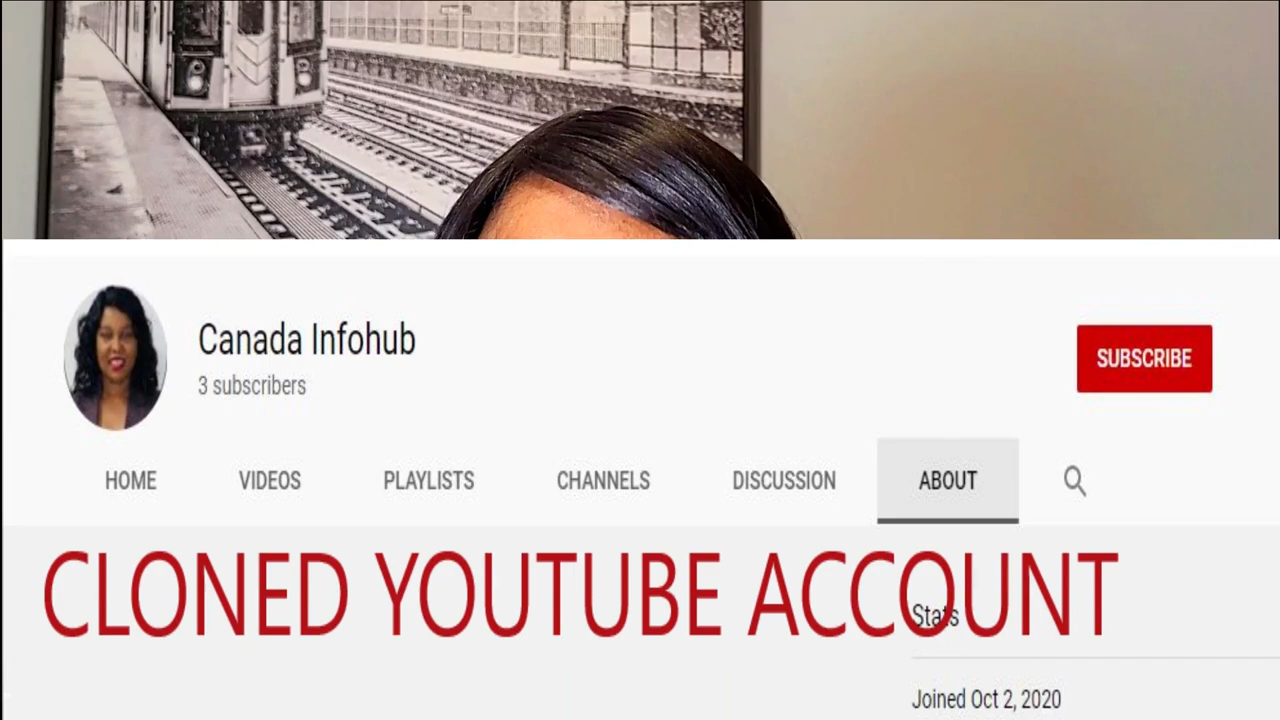 Canada Infohub
3 subscribers
SUBSCRIBE
HOME VIDEOS PLAYLISTS CHANNELS DISCUSSION ABOUT
CLONED YOUTUBE ACCOUNT
Stats
Joined Oct 2, 2020